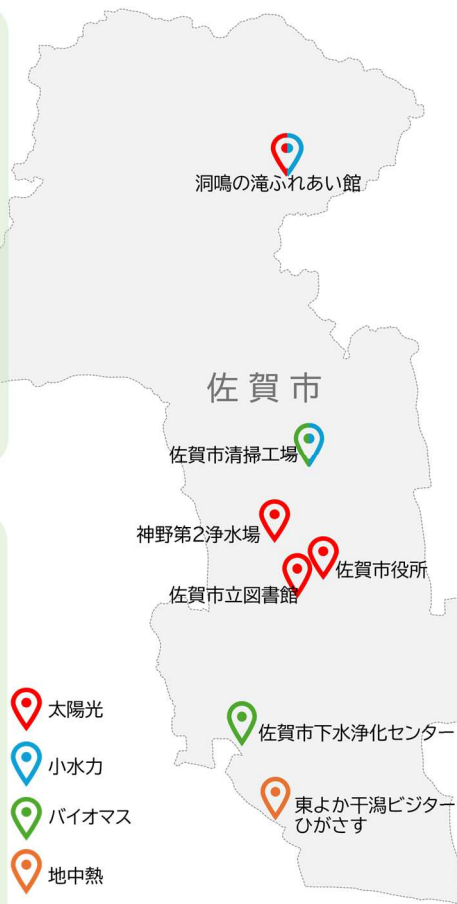 洞鳴の滝ふれあい館
佐賀市
佐賀市清掃工場
神野第2浄水場
佐賀市役所
佐賀市立図書館
太陽光
佐賀市下水浄化センター
小水力
東よか干潟ビジター
ひがさす
バイオマス
地中熱